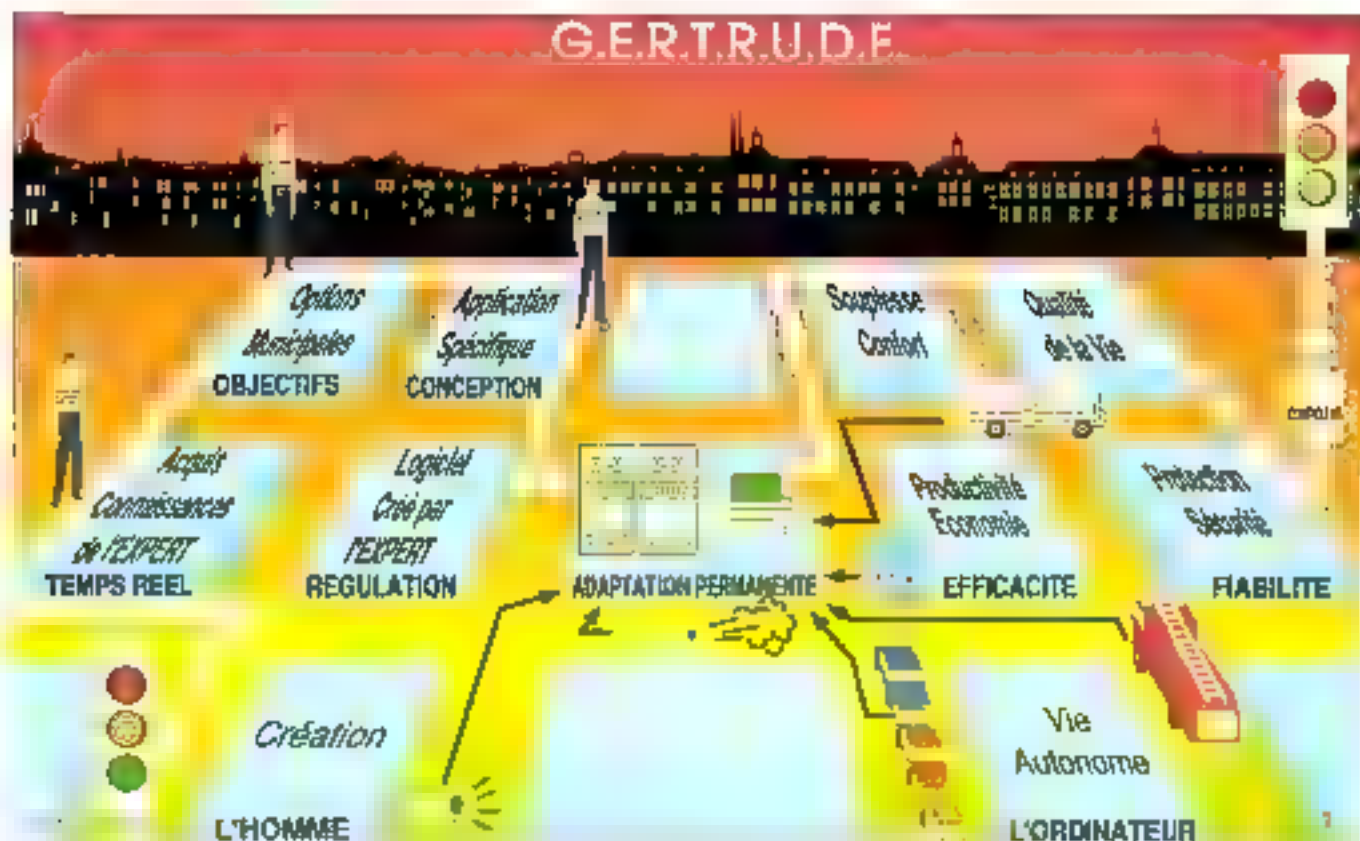 G.E.R.T.R.U.D.E
Options
Municipales
OBJECTIFS
Application
Spécifique
CONCEPTION
Souplesse
Confort
Qualité
de la Vie
Acquis
Connaissances
de l'EXPERT
TEMPS REEL
Logiciel
Créé par
l'EXPERT
REGULATION
ADAPTATION PERMANENTE
Productivité
Economie
EFFICACITE
Protection
Sécurité
FIABILITE
Création
L'HOMME
Vie
Autonome
L'ORDINATEUR